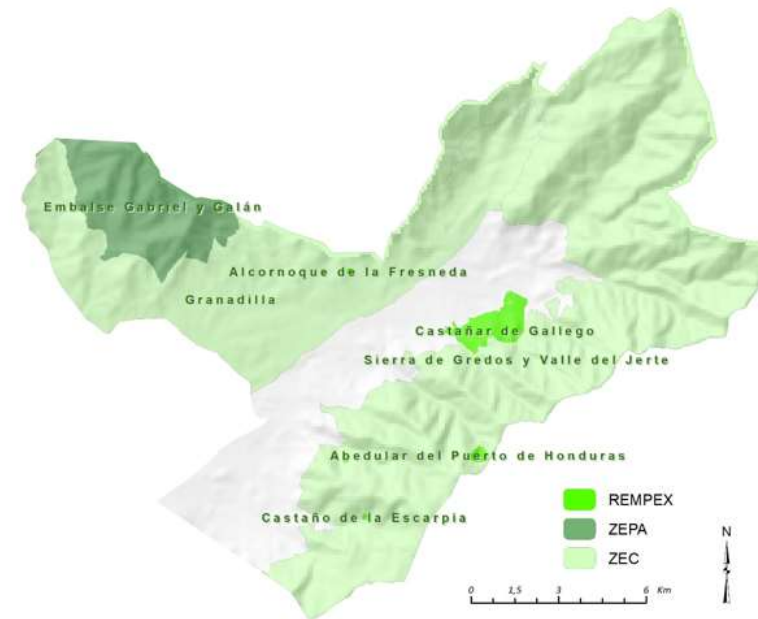 Embalse Gabriel y Galán
Alcornoque de la Fresneda
Granadilla
Castañar de Gallego
Sierra de Gredos y Valle del Jerte
Abedular del Puerto de Honduras
Castaño de la Escarpia
REMPEX
ZEPA
ZEC
N
0 1,5 3 6 Km